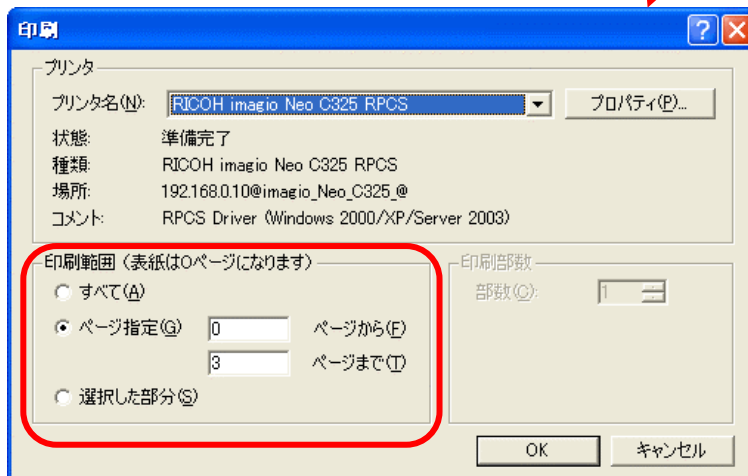 印刷
プリンタ
プリンタ名(N): RICOH imagio Neo C325 RPCS プロパティ(P)...
状態: 準備完了
種類: RICOH imagio Neo C325 RPCS
場所: 192.168.0.10@imagio_Neo_C325_@
コメント: RPCS Driver (Windows 2000/XP/Server 2003)
印刷範囲（表紙は0ページになります） 印刷部数
すべて(A) 部数(C): 1
ページ指定(G) 0 ページから(F)
3 ページまで(T)
選択した部分(S)
OK キャンセル